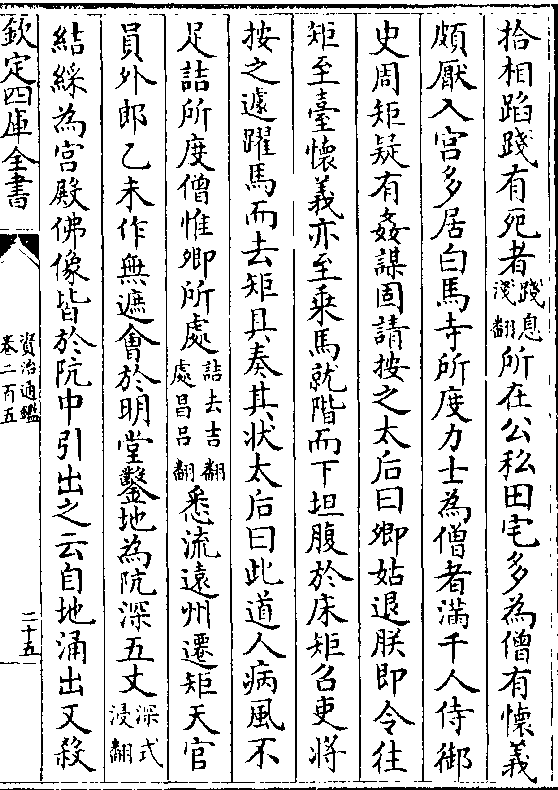 拾相蹈踐有死者踐息淺翻所在公私田宅多為僧有懷義
頗厭入宫多居白馬寺所度力士為僧者滿千人侍御
史周矩疑有姦謀固請按之太后曰卿姑退朕即令往
矩至臺懷義亦至乘馬就階而下坦腹於床矩召吏將
按之遽躍馬而去矩具奏其状太后曰此道人病風不
足詰所度僧惟卿所處詰去吉翻處昌吕翻悉流遠州遷矩天官
員外郎乙未作無遮會於明堂鑿地為阬深五丈深式浸翻
結綵為宫殿佛像皆於阬中引出之云自地涌出又殺
欽定四庫全書
資治通鑑
卷二百五
二十五